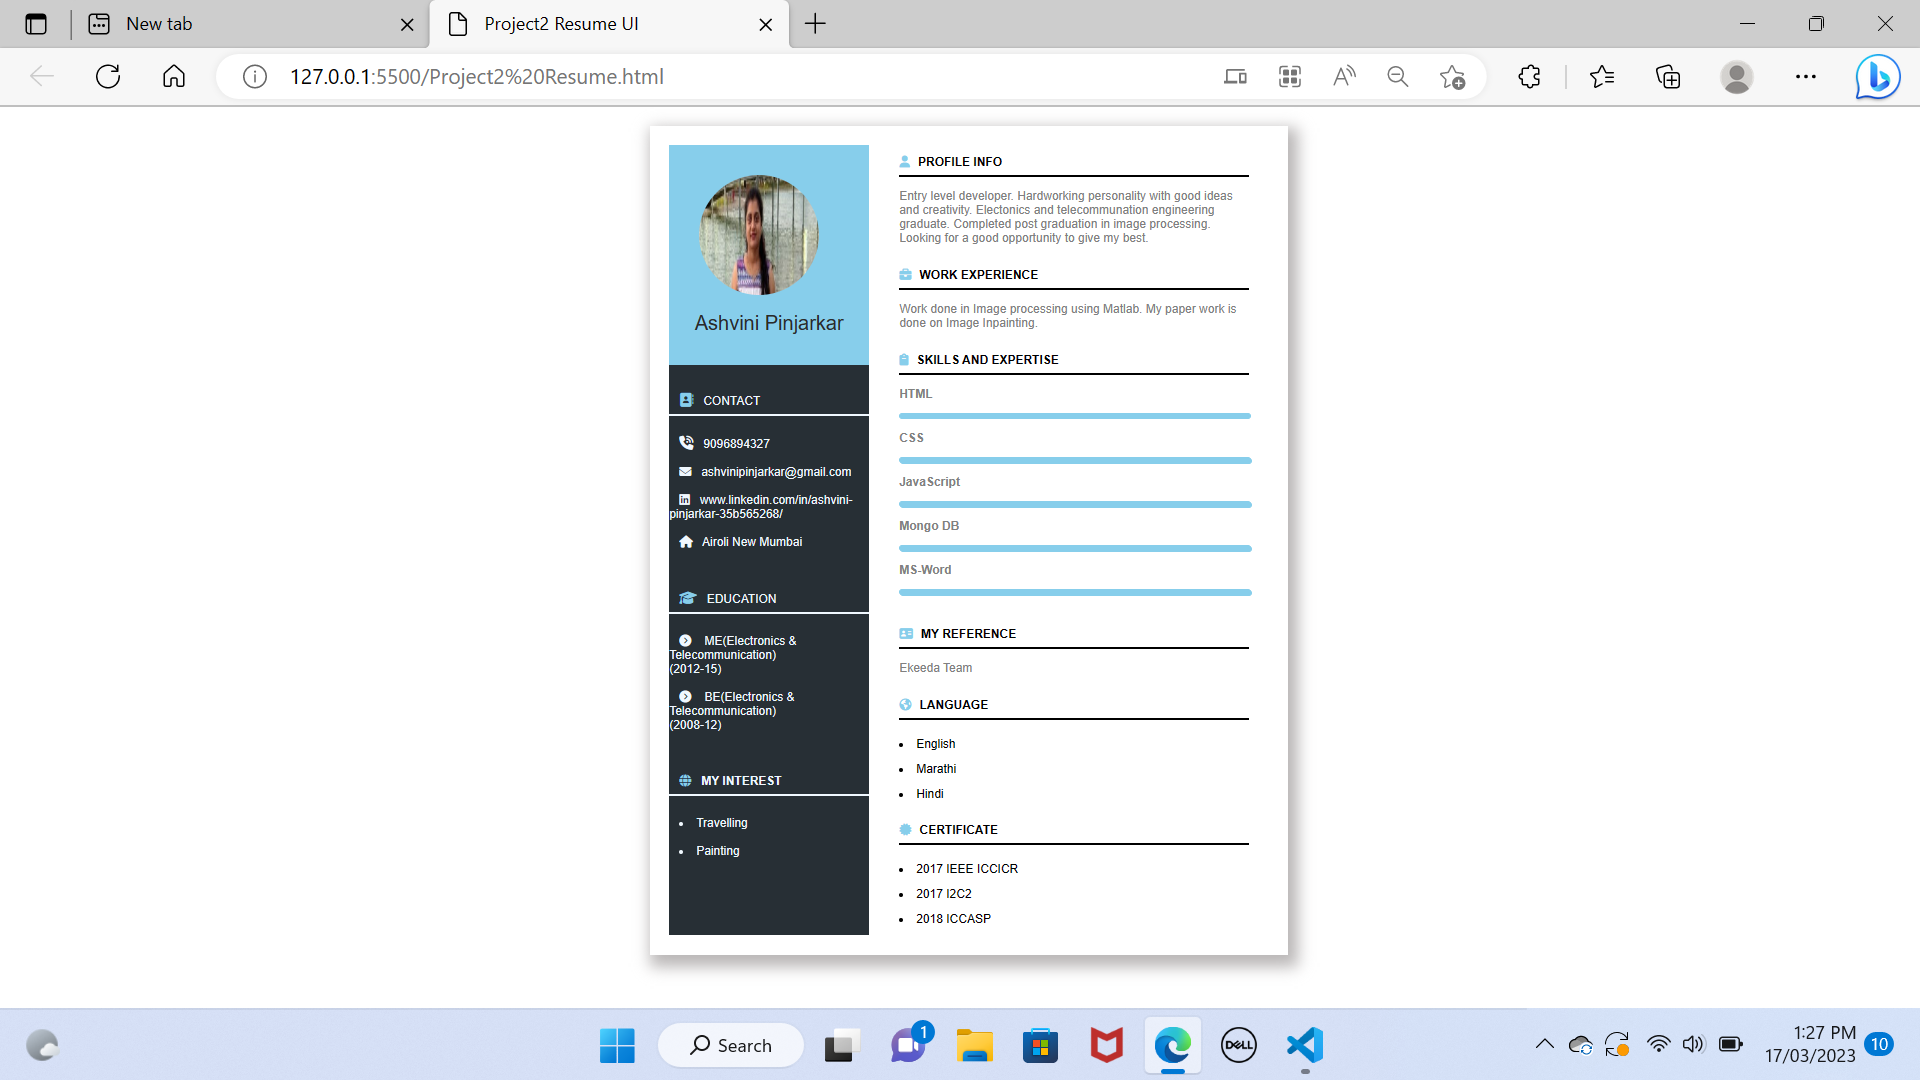 New tab
Project2 Resume UI
127.0.0.1:5500/Project2%20Resume.html
Ashvini Pinjarkar
CONTACT
9096894327
ashvinipinjarkar@gmail.com
www.linkedin.com/in/ashvini-
pinjarkar-35b565268/
Airoli New Mumbai
EDUCATION
ME(Electronics &
Telecommunication)
(2012-15)
BE(Electronics &
Telecommunication)
(2008-12)
MY INTEREST
Travelling
Painting
PROFILE INFO
Entry level developer. Hardworking personality with good ideas
and creativity. Electonics and telecommunation engineering
graduate. Completed post graduation in image processing.
Looking for a good opportunity to give my best.
WORK EXPERIENCE
Work done in Image processing using Matlab. My paper work is
done on Image Inpainting.
SKILLS AND EXPERTISE
HTML
CSS
JavaScript
Mongo DB
MS-Word
MY REFERENCE
Ekeeda Team
LANGUAGE
English
Marathi
Hindi
CERTIFICATE
2017 IEEE ICCICR
2017 I2C2
2018 ICCASP
Search
1
DELL
1:27 PM
17/03/2023
10